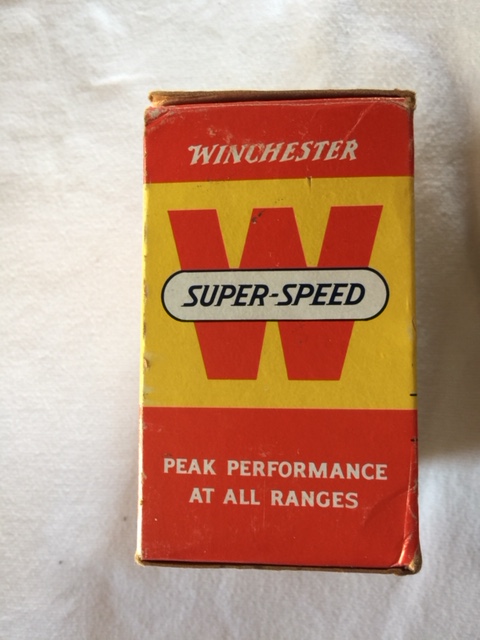 WINCHESTER
W
SUPER-SPEED
PEAK PERFORMANCE
AT ALL RANGES